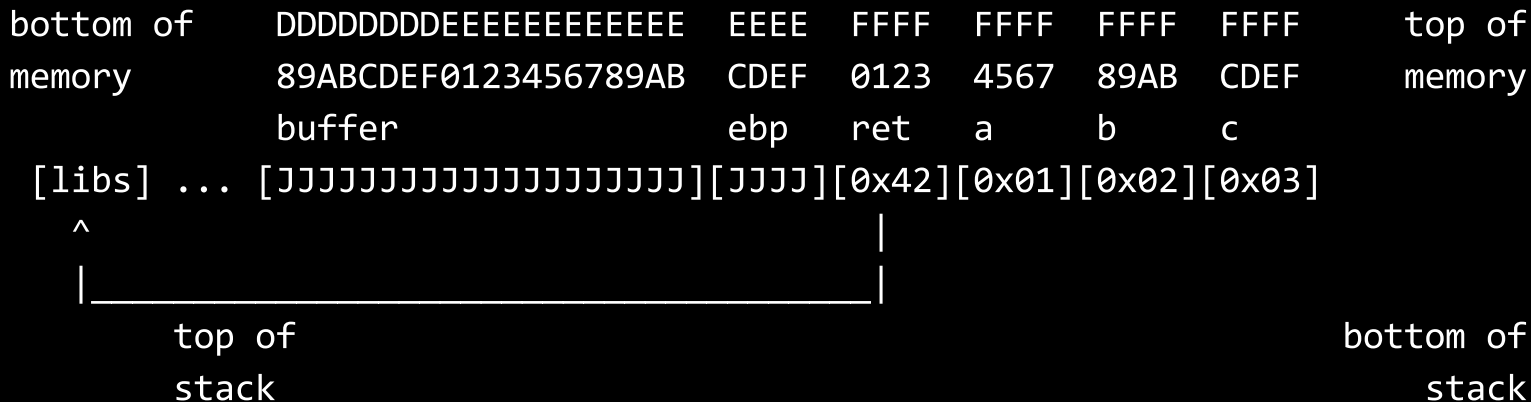 bottom of    DDDDDDDDEEEEEEEEEEEE  EEEE  FFFF  FFFF  FFFF  FFFF     top of
memory       89ABCDEF0123456789AB  CDEF  0123  4567  89AB  CDEF     memory
             buffer                ebp   ret   a     b     c
 [libs] ... [JJJJJJJJJJJJJJJJJJJJ][JJJJ][0x42][0x01][0x02][0x03]
   ^                                      |
   |______________________________________|
        top of                                                   bottom of
        stack                                                        stack